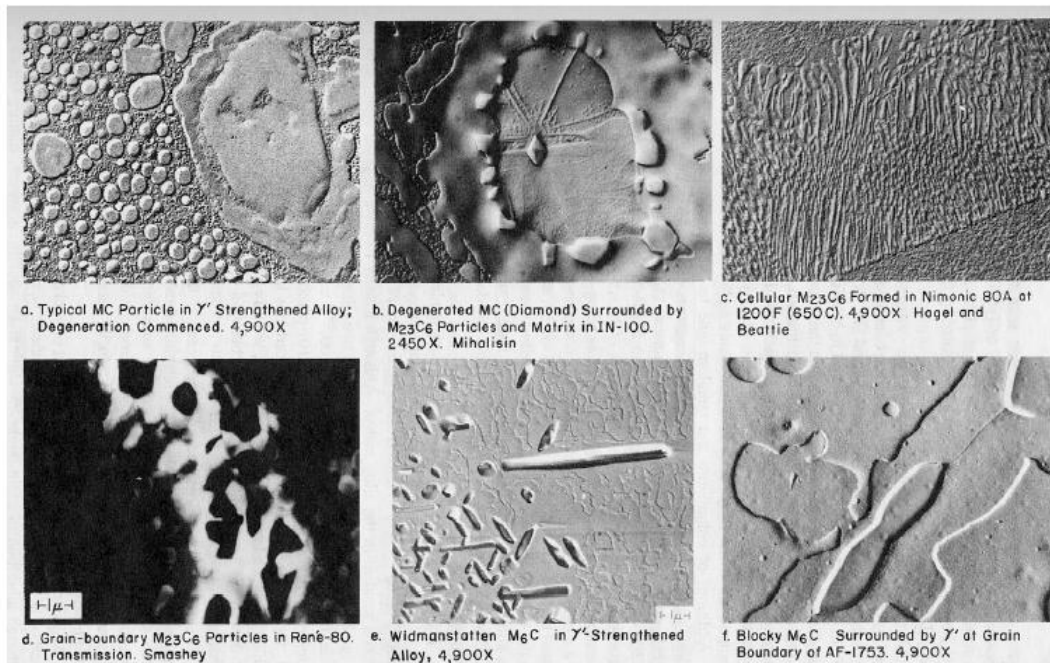 a. Typical MC Particle in γ' Strengthened Alloy;
Degeneration Commenced. 4,900X
b. Degenerated MC (Diamond) Surrounded by
M23C6 Particles and Matrix in IN-100.
2450X. Mihalisin
c. Cellular M23C6 Formed in Nimonic 80A at
1200F (650C). 4,900X. Hagel and
Beattie
⊢1μ⊣
d. Grain-boundary M23C6 Particles in René-80.
Transmission. Smashey
⊢1μ⊣
e. Widmanstatten M6C in γ'-Strengthened
Alloy, 4,900X
f. Blocky M6C Surrounded by γ' at Grain
Boundary of AF-1753. 4,900X